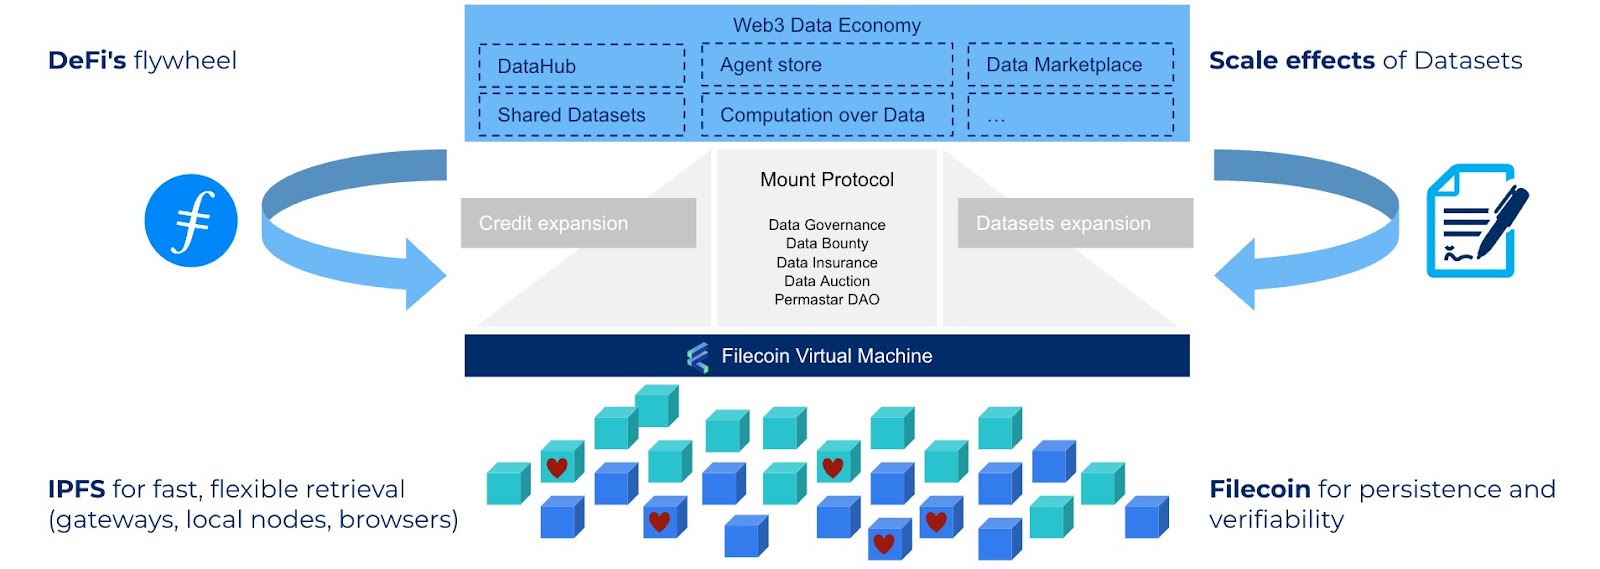 Web3 Data Economy
DataHub
Agent store
Data Marketplace
Shared Datasets
Computation over Data
...
DeFi's flywheel
Scale effects of Datasets
Credit expansion
Mount Protocol
Data Governance
Data Bounty
Data Insurance
Data Auction
Permastar DAO
Datasets expansion
Filecoin Virtual Machine
IPFS for fast, flexible retrieval
(gateways, local nodes, browsers)
Filecoin for persistence and
verifiability